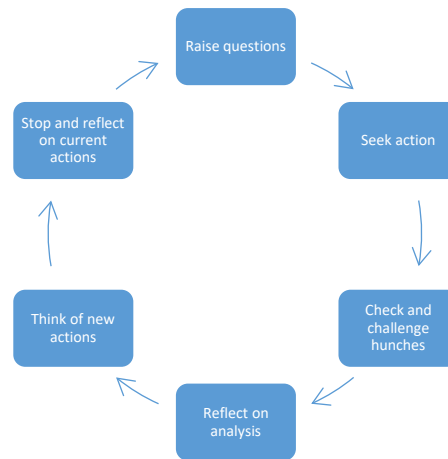 Raise questions
Seek action
Check and
challenge
hunches
Reflect on
analysis
Think of new
actions
Stop and reflect
on current
actions